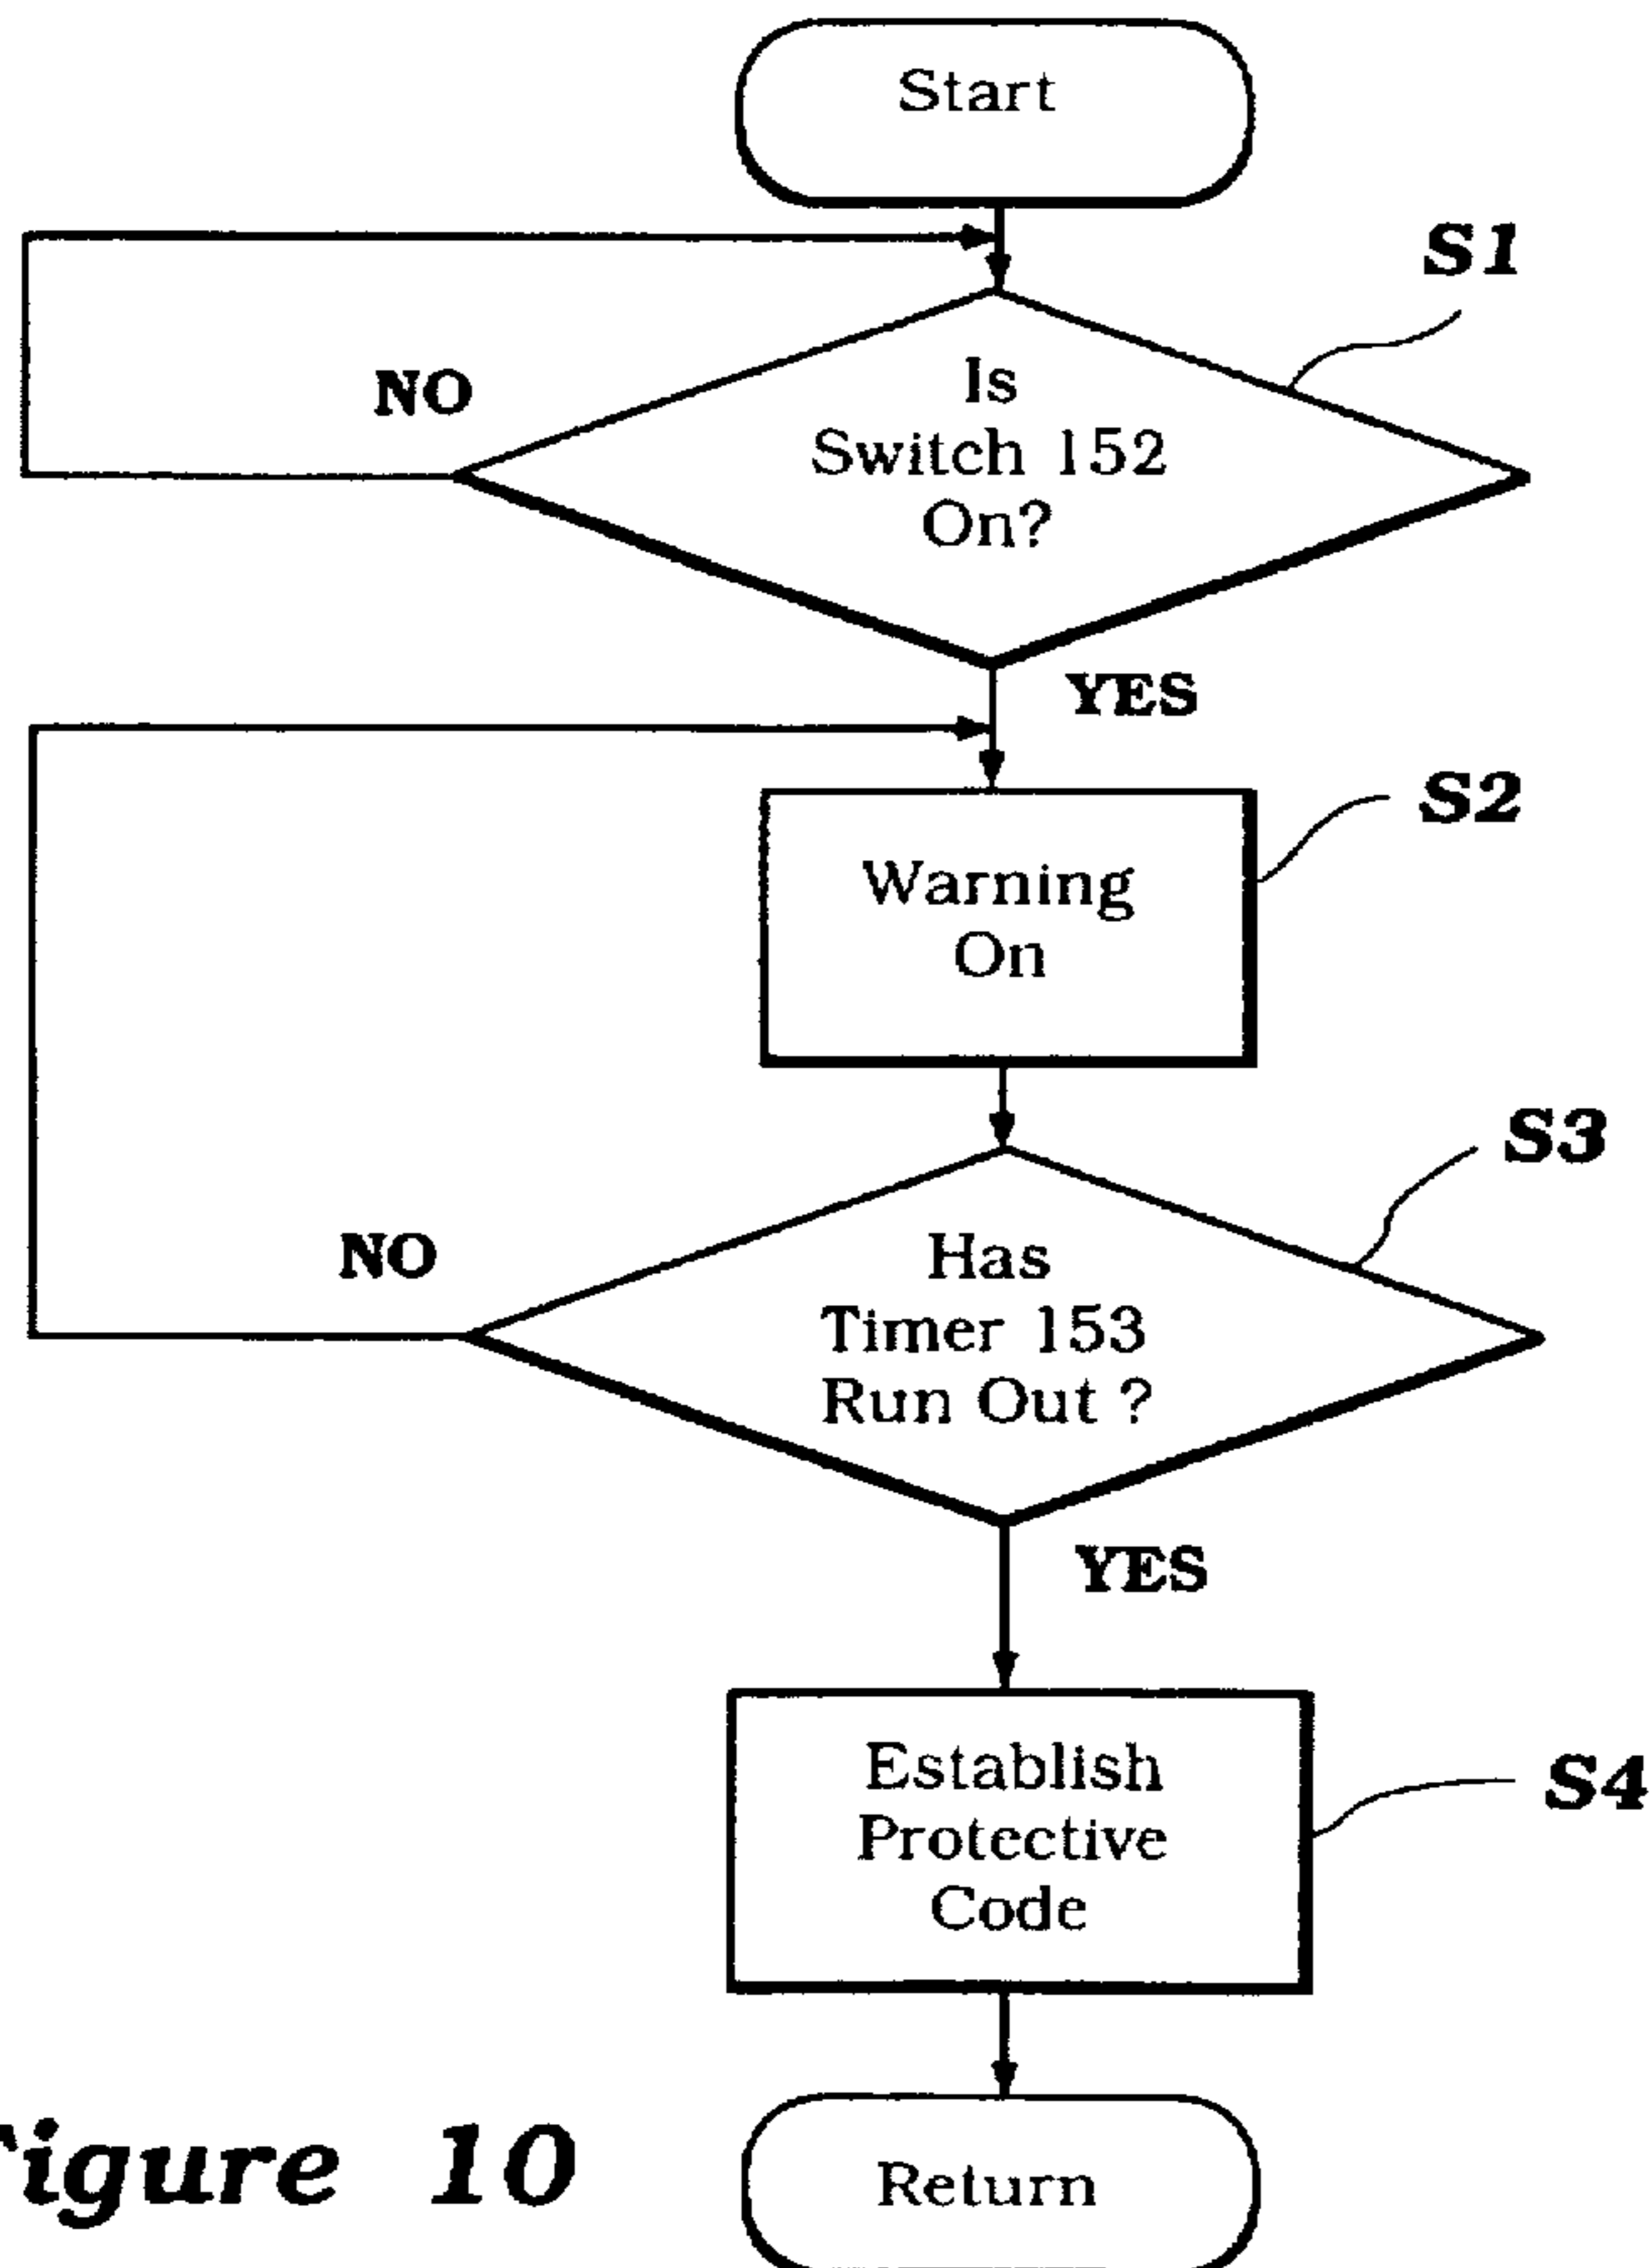 Start
S1
NO
Is
Switch 152
On?
YES
S2
Warning
On
S3
NO
Has
Timer 153
Run Out ?
YES
Establish
Protective
Code
S4
Figure 10
Return